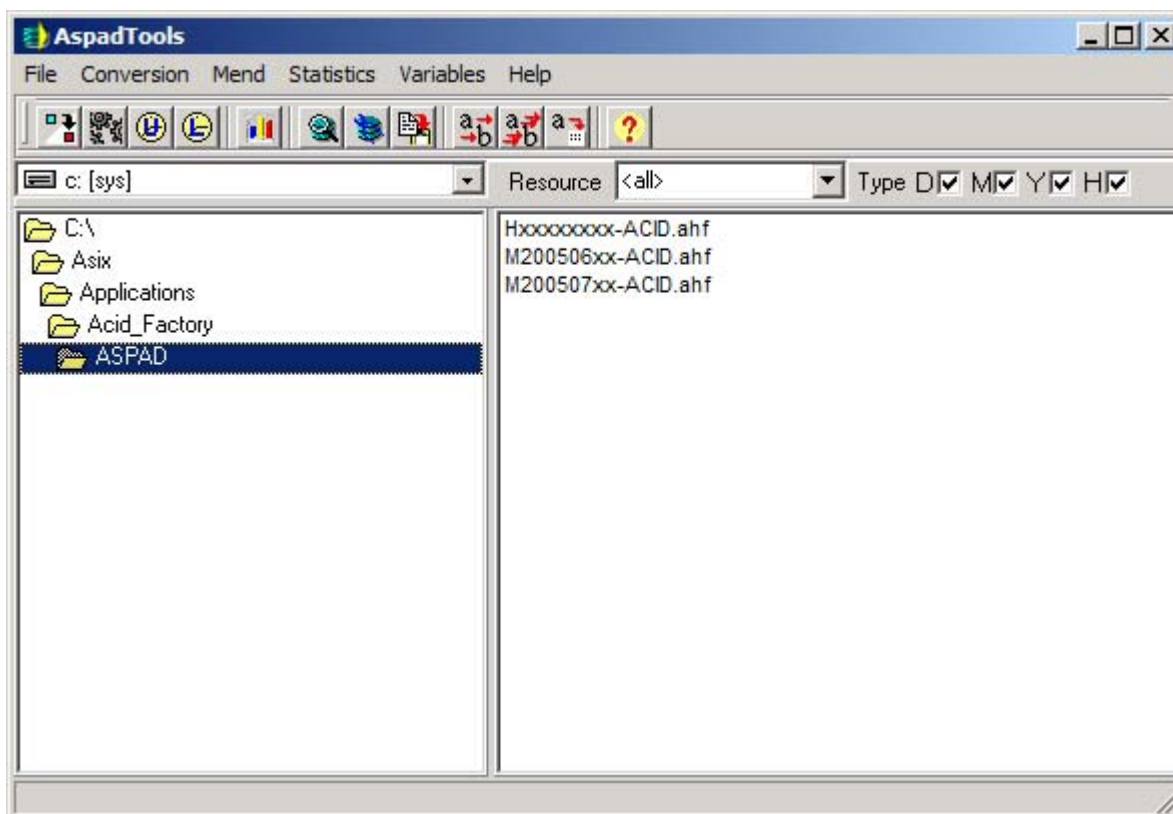 AspadTools
File Conversion Mend Statistics Variables Help
c: [sys]
Resource <all> Type D M Y H
C:\
Asix
Applications
Acid_Factory
ASPAD
Hxxxxxxxx-ACID.ahf
M200506xx-ACID.ahf
M200507xx-ACID.ahf